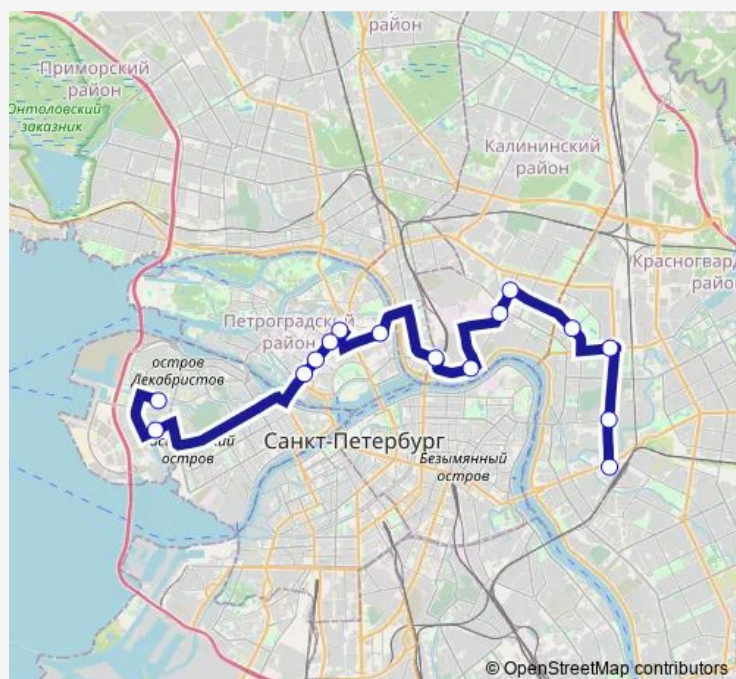 район
Приморский
район
Онтоловский
заказник
Калининский
район
Красногвард
район
Петроградский
район
остров
Декабристов
Санкт-Петербург
остров
Безымянный
остров
© OpenStreetMap contributors